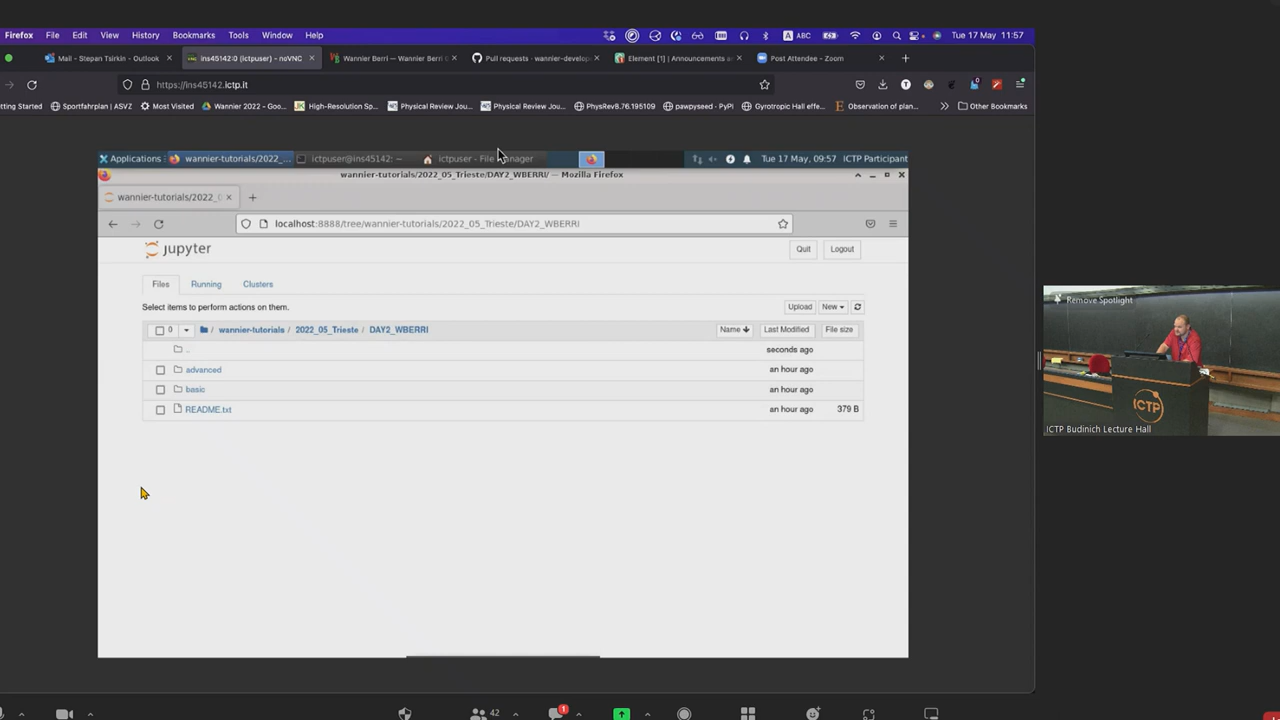 Firefox File Edit View History Bookmarks Tools Window Help ABC Tue 17 May 11:57
Mail - Stepan Tsirkin - Outlook ins45142:0 (ictpuser) - noVNC Wannier Berri — Wannier Berri Pull requests · wannier-develop Element [1] | Announcements a Post Attendee - Zoom
https://ins45142.ictp.it
tting Started Sportfahrplan | ASVZ Most Visited Wannier 2022 - Goo... High-Resolution Sp... Physical Review Jou... Physical Review Jou... PhysRevB.76.195109 pawpyseed · PyPI Gyrotropic Hall effe... Observation of plan... Other Bookmarks
Applications wannier-tutorials/2022_... ictpuser@ins45142: ~ ictpuser - File Manager Tue 17 May, 09:57 ICTP Participant
wannier-tutorials/2022_05_Trieste/DAY2_WBERRI/ — Mozilla Firefox
wannier-tutorials/2022_0
localhost:8888/tree/wannier-tutorials/2022_05_Trieste/DAY2_WBERRI
jupyter Quit Logout
Files Running Clusters
Select items to perform actions on them. Upload New
0 / wannier-tutorials / 2022_05_Trieste / DAY2_WBERRI Name Last Modified File size
.. seconds ago
advanced an hour ago
basic an hour ago
README.txt an hour ago 379 B
Remove Spotlight
ICTP
ICTP Budinich Lecture Hall
42 1